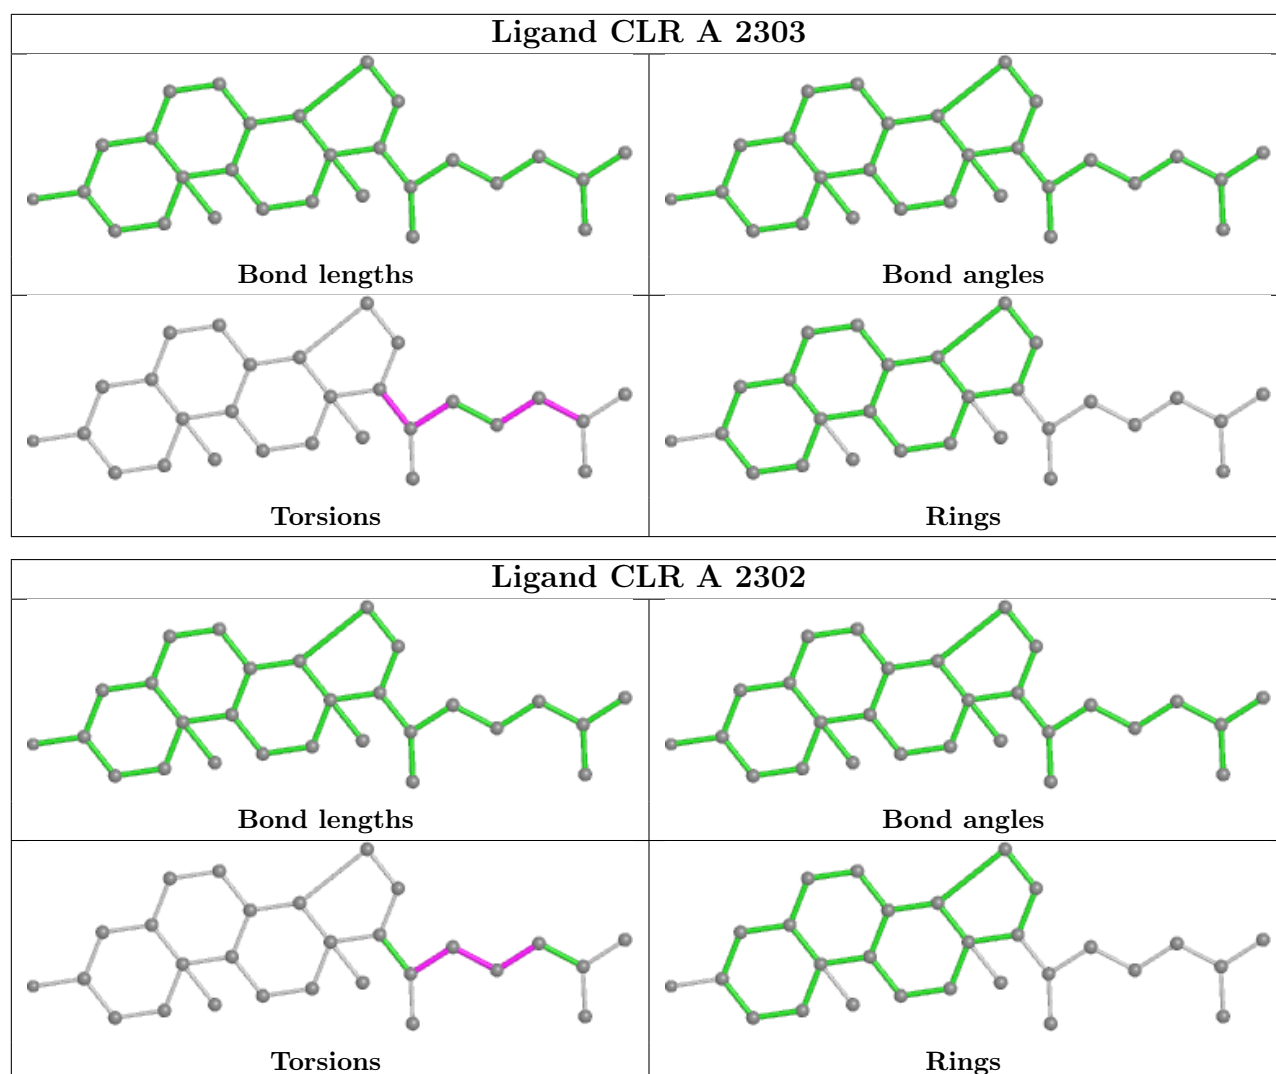 Ligand CLR A 2303
Bond lengths
Bond angles
Torsions
Rings
Ligand CLR A 2302
Bond lengths
Bond angles
Torsions
Rings